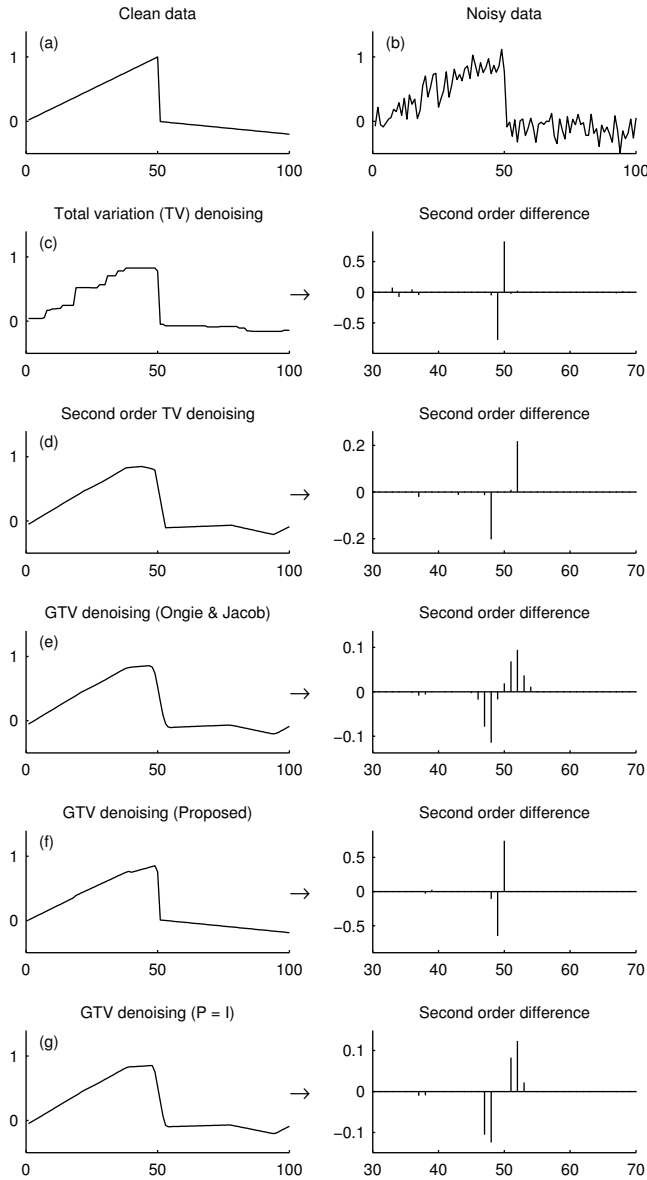 Clean data
Noisy data
(a)
1
0
0 50 100
(b)
1
0
0 50 100
Total variation (TV) denoising
Second order difference
(c)
1
0
0 50 100
→
0.5
0
−0.5
30 40 50 60 70
Second order TV denoising
Second order difference
(d)
1
0
0 50 100
→
0.2
0
−0.2
30 40 50 60 70
GTV denoising (Ongie & Jacob)
Second order difference
(e)
1
0
0 50 100
→
0.1
0
−0.1
30 40 50 60 70
GTV denoising (Proposed)
Second order difference
(f)
1
0
0 50 100
→
0.5
0
−0.5
30 40 50 60 70
GTV denoising (P = I)
Second order difference
(g)
1
0
0 50 100
→
0.1
0
−0.1
30 40 50 60 70